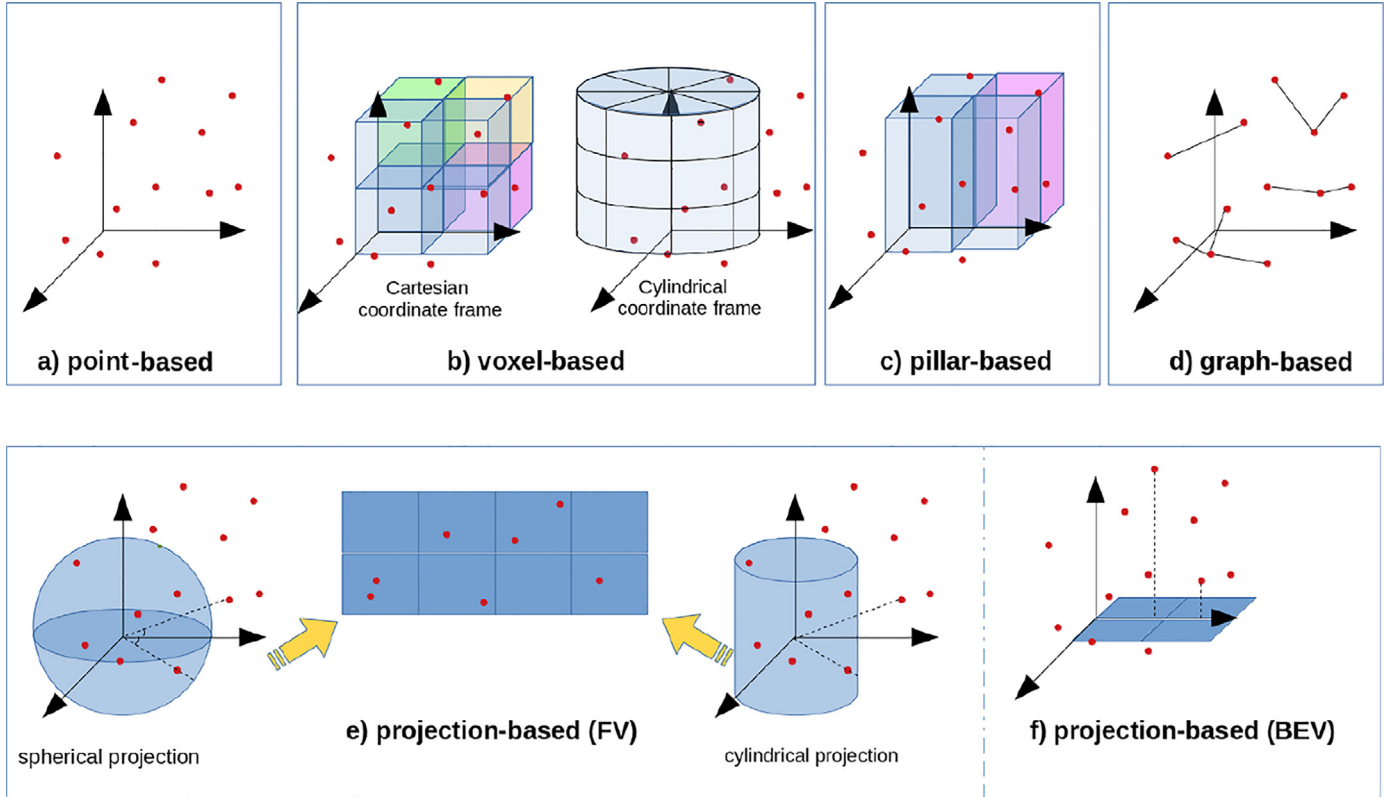 Cartesian
coordinate frame
Cylindrical
coordinate frame
a) point-based
b) voxel-based
c) pillar-based
d) graph-based
e) projection-based (FV)
f) projection-based (BEV)
spherical projection
cylindrical projection